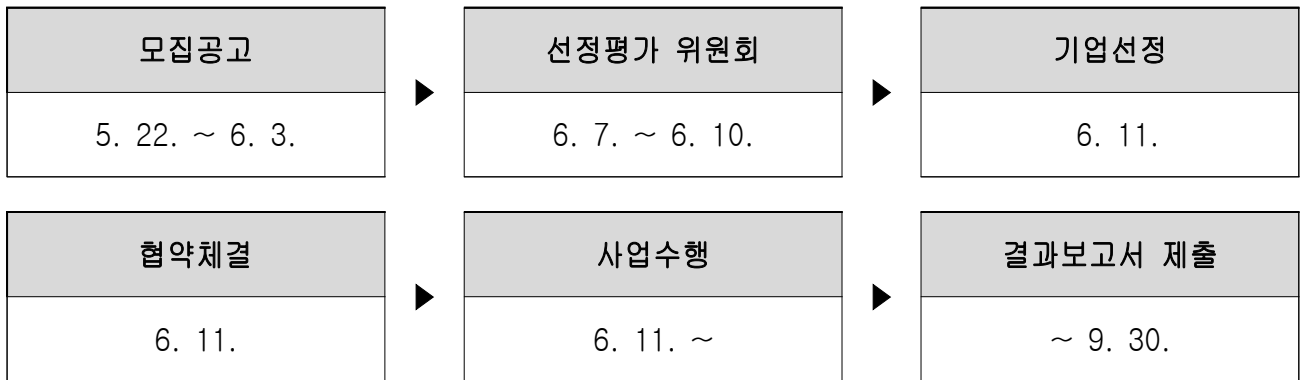 모집공고 ▶ 선정평가 위원회 ▶ 기업선정
5. 22. ~ 6. 3. 6. 7. ~ 6. 10. 6. 11.
협약체결 ▶ 사업수행 ▶ 결과보고서 제출
6. 11. 6. 11. ~ ~ 9. 30.